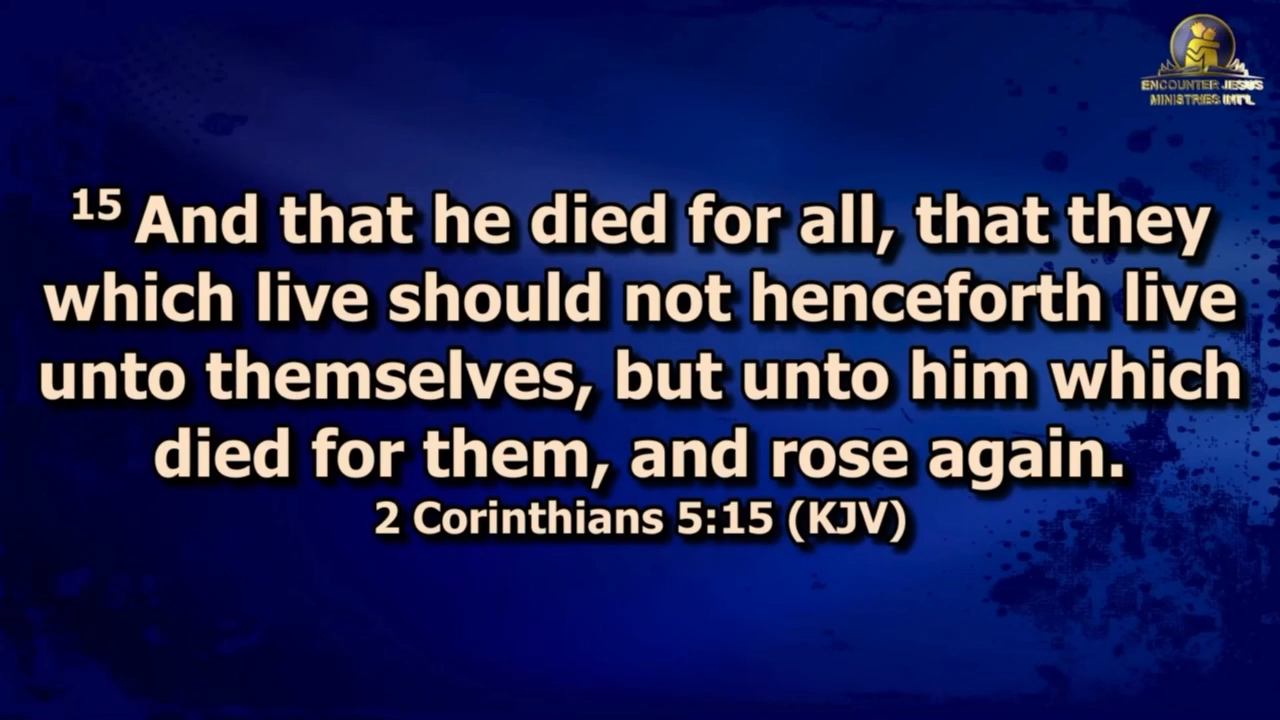 ENCOUNTER JESUS
MINISTRIES INT'L
15 And that he died for all, that they
which live should not henceforth live
unto themselves, but unto him which
died for them, and rose again.
2 Corinthians 5:15 (KJV)